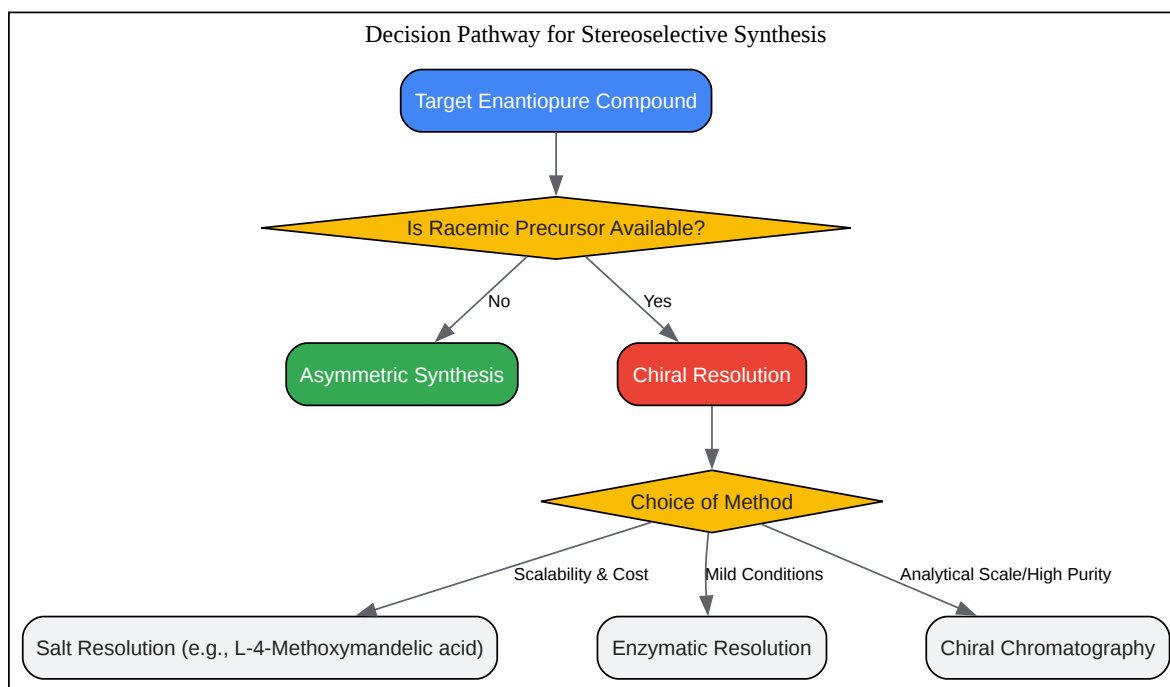 Decision Pathway for Stereoselective Synthesis
Target Enantiopure Compound
Is Racemic Precursor Available?
No
Yes
Asymmetric Synthesis
Chiral Resolution
Choice of Method
Scalability & Cost
Mild Conditions
Analytical Scale/High Purity
Salt Resolution (e.g., L-4-Methoxymandelic acid)
Enzymatic Resolution
Chiral Chromatography